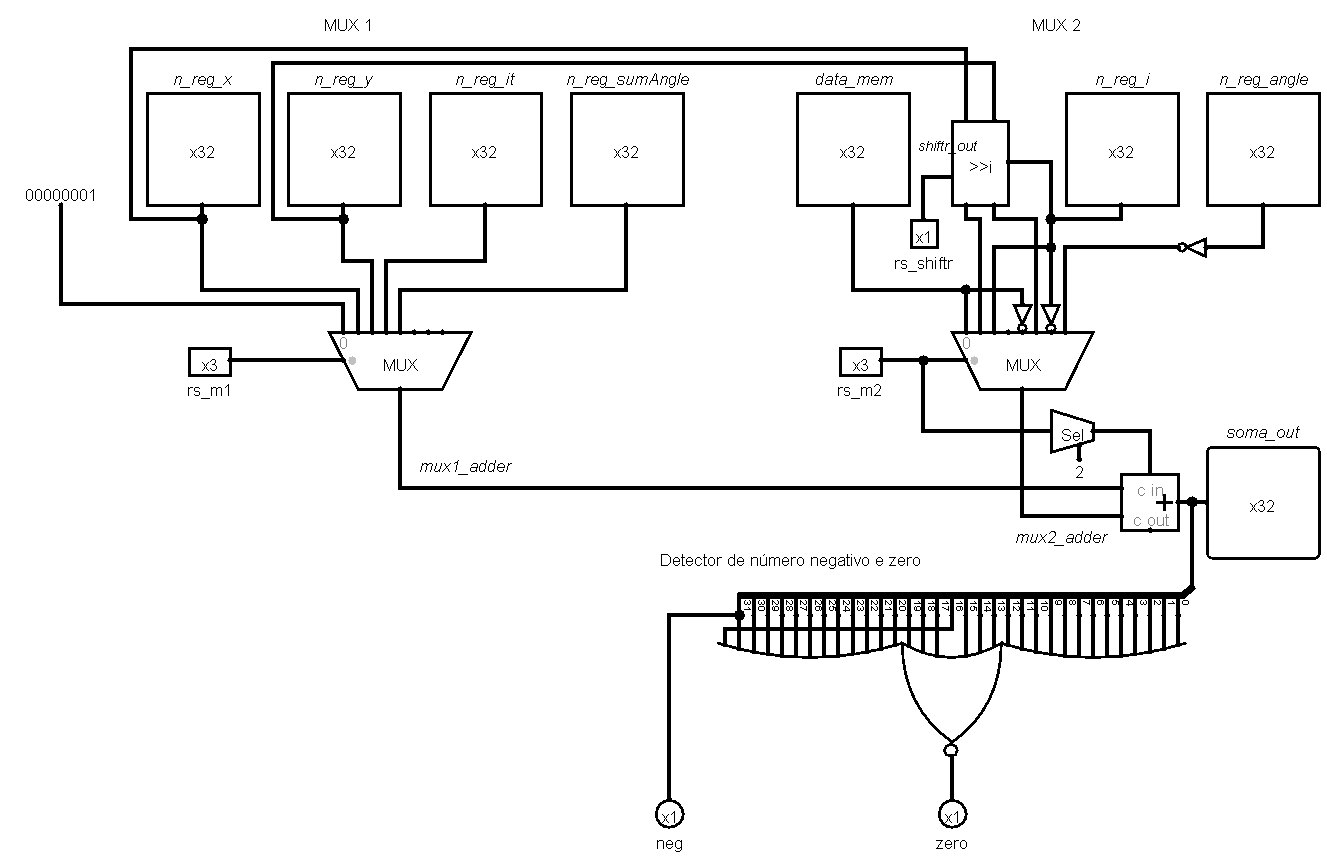 MUX 1
MUX 2
n_reg_x
n_reg_y
n_reg_it
n_reg_sumAngle
data_mem
n_reg_i
n_reg_angle
x32
x32
x32
x32
x32
shiftr_out
>>i
x32
x32
00000001
x1
rs_shiftr
0
MUX
x3
rs_m1
0
MUX
x3
rs_m2
Sel
2
soma_out
mux1_adder
c in
+
c out
x32
mux2_adder
Detector de número negativo e zero
31 30 29 28 27 26 25 24 23 22 21 20 19 18 17 16 15 14 13 12 11 10 9 8 7 6 5 4 3 2 1 0
x1
neg
x1
zero